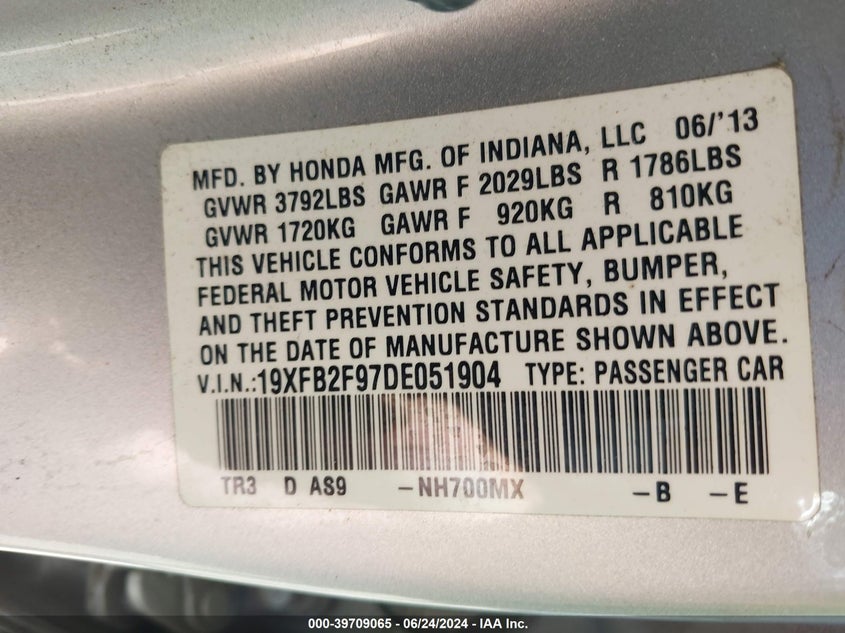 MFD. BY HONDA MFG. OF INDIANA, LLC 06/'13
GVWR 3792LBS GAWR F 2029LBS R 1786LBS
GVWR 1720KG GAWR F 920KG R 810KG
THIS VEHICLE CONFORMS TO ALL APPLICABLE
FEDERAL MOTOR VEHICLE SAFETY, BUMPER,
AND THEFT PREVENTION STANDARDS IN EFFECT
ON THE DATE OF MANUFACTURE SHOWN ABOVE.
V.I.N.:19XFB2F97DE051904 TYPE: PASSENGER CAR
TR3 D AS9 -NH700MX -B -E
000-39709065 - 06/24/2024 - IAA Inc.